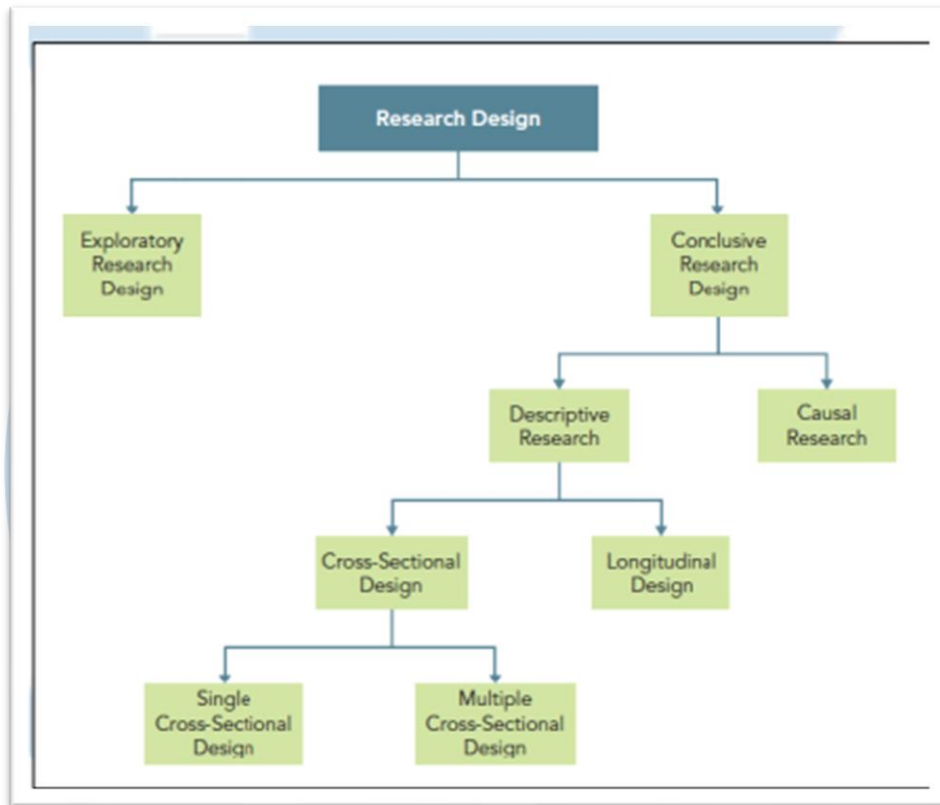 Research Design
Exploratory
Research
Design
Conclusive
Research
Design
Descriptive
Research
Causal
Research
Cross-Sectional
Design
Longitudinal
Design
Single
Cross-Sectional
Design
Multiple
Cross-Sectional
Design